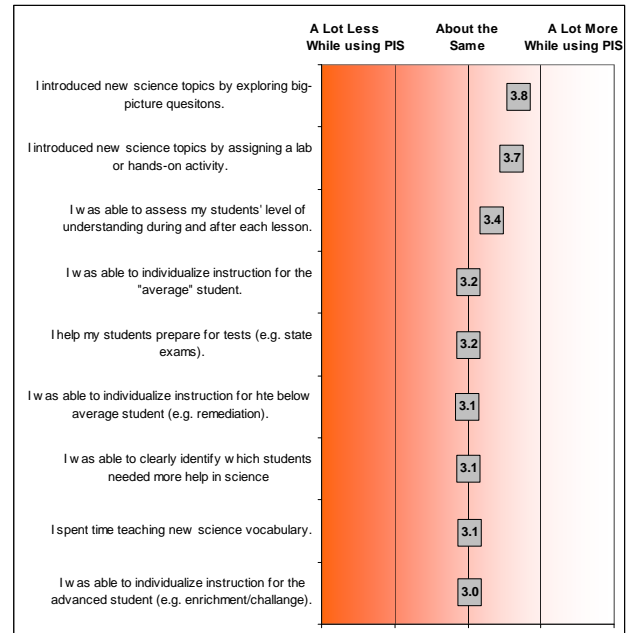 A Lot Less
While using PIS
About the
Same
A Lot More
While using PIS
I introduced new science topics by exploring big-
picture quesitons.
3.8
I introduced new science topics by assigning a lab
or hands-on activity.
3.7
I was able to assess my students' level of
understanding during and after each lesson.
3.4
I was able to individualize instruction for the
"average" student.
3.2
I help my students prepare for tests (e.g. state
exams).
3.2
I was able to individualize instruction for hte below
average student (e.g. remediation).
3.1
I was able to clearly identify which students
needed more help in science
3.1
I spent time teaching new science vocabulary.
3.1
I was able to individualize instruction for the
advanced student (e.g. enrichment/challange).
3.0